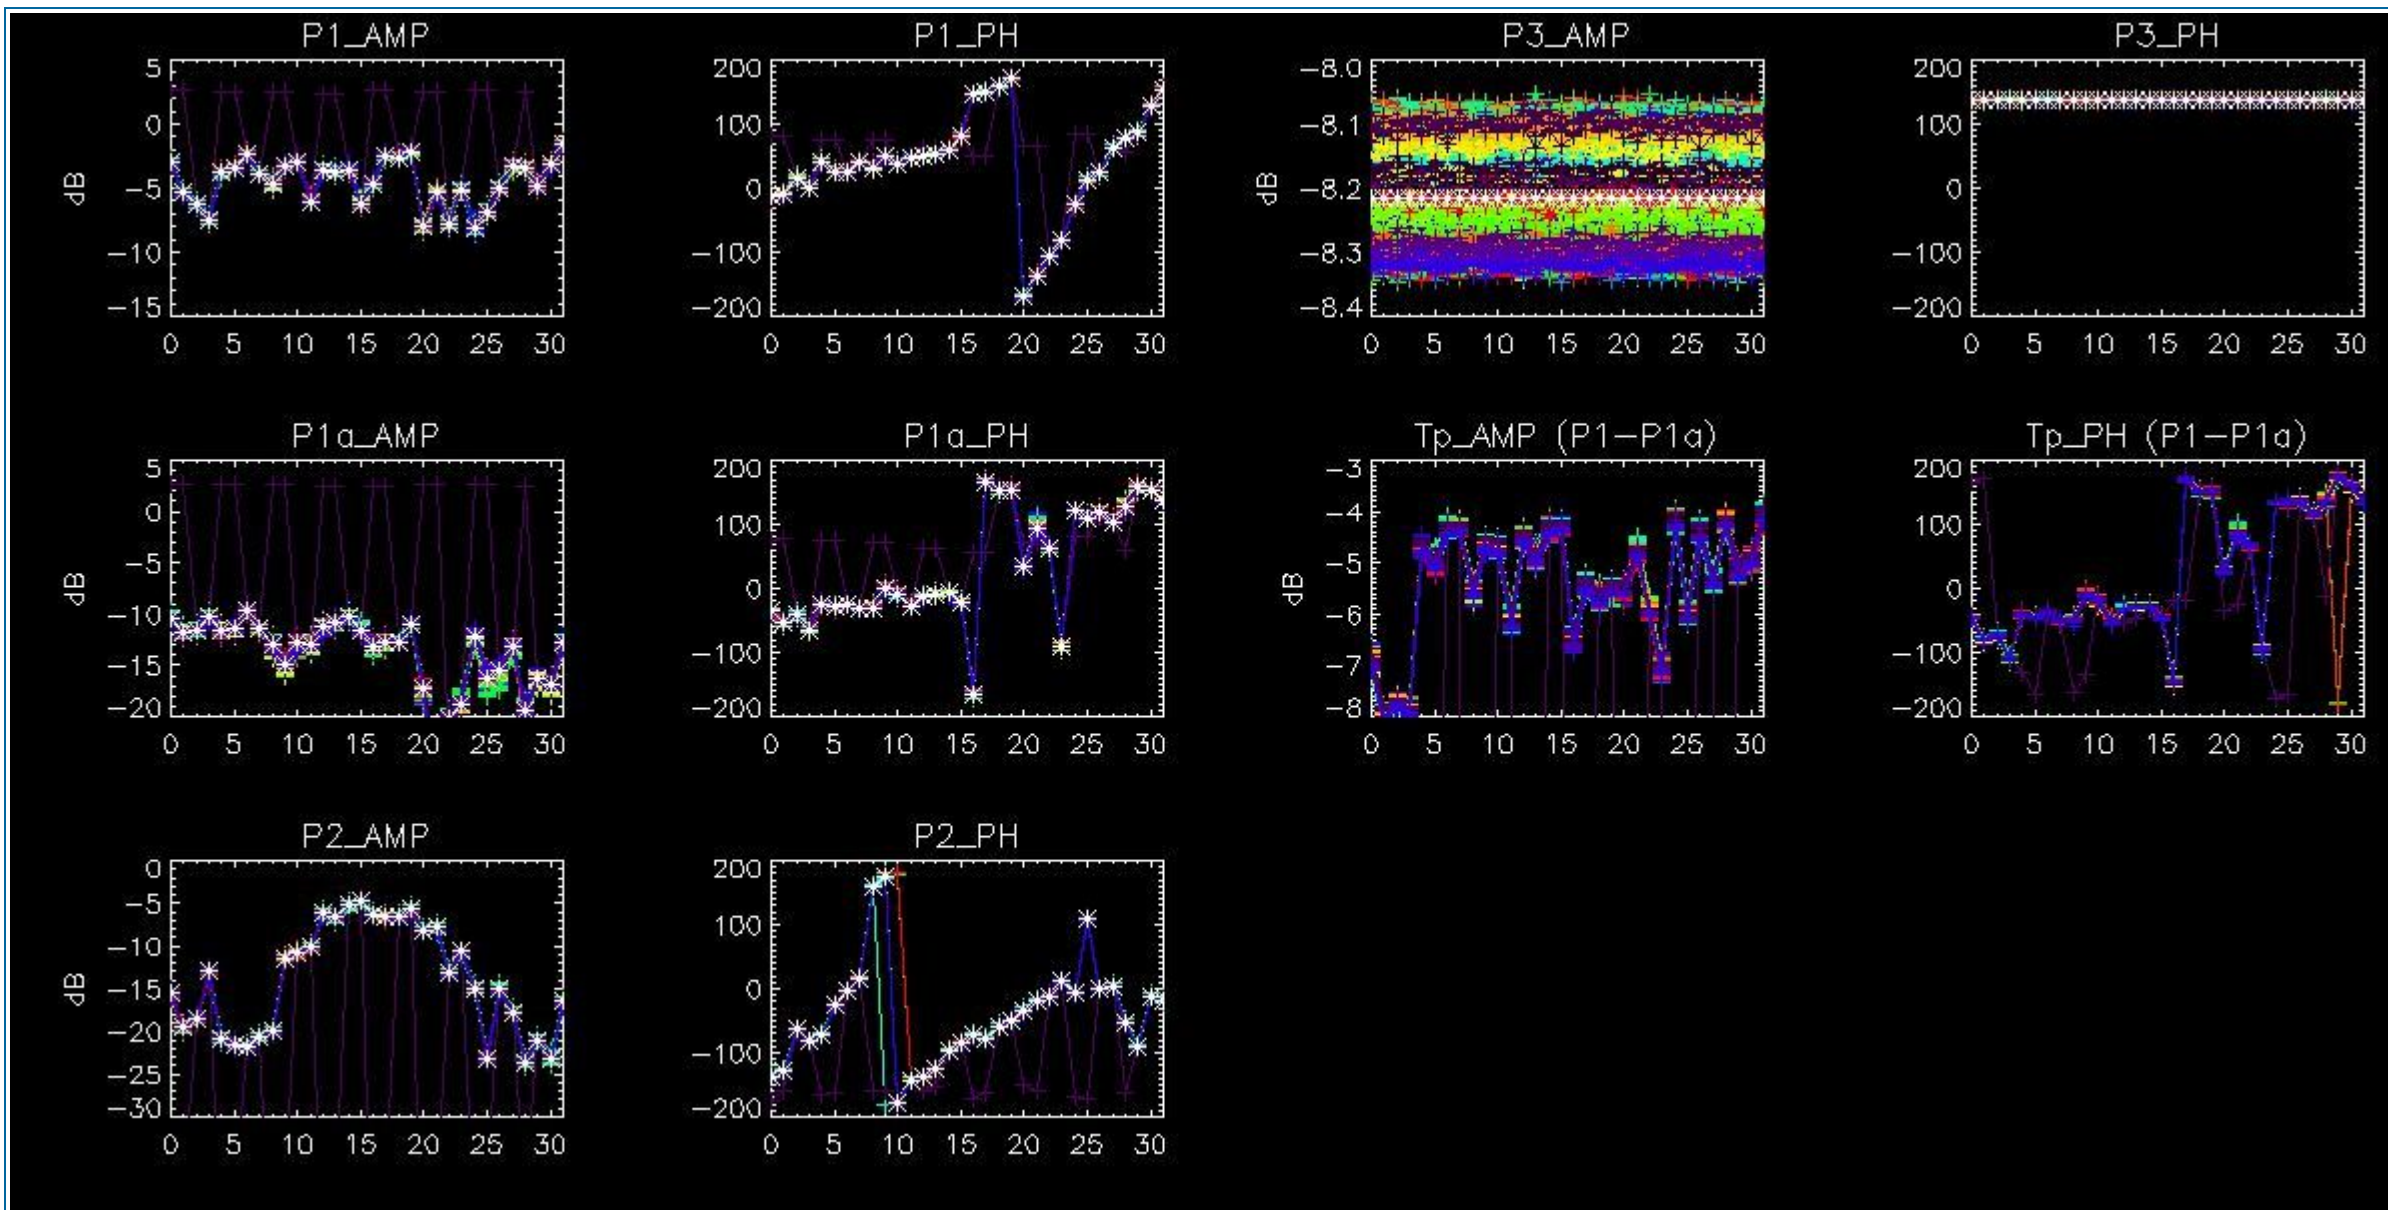 P1_AMP P1_PH P3_AMP P3_PH
5 200 -8.0 200
0 100 -8.1 100
dB -5 0 dB -8.2 0
-10 -100 -8.3 -100
-15 -200 -8.4 -200
0 5 10 15 20 25 30 0 5 10 15 20 25 30 0 5 10 15 20 25 30 0 5 10 15 20 25 30
P1a_AMP P1a_PH Tp_AMP (P1-P1a) Tp_PH (P1-P1a)
5 200 -3 200
0 100 -4 100
dB -5 0 dB -5 0
-10 -100 -6 -100
-15 -200 -7 -200
-20 -8
0 5 10 15 20 25 30 0 5 10 15 20 25 30 0 5 10 15 20 25 30 0 5 10 15 20 25 30
P2_AMP P2_PH
0 200
-5 100
-10 0
dB -15 -100
-20 -200
-25
-30
0 5 10 15 20 25 30 0 5 10 15 20 25 30